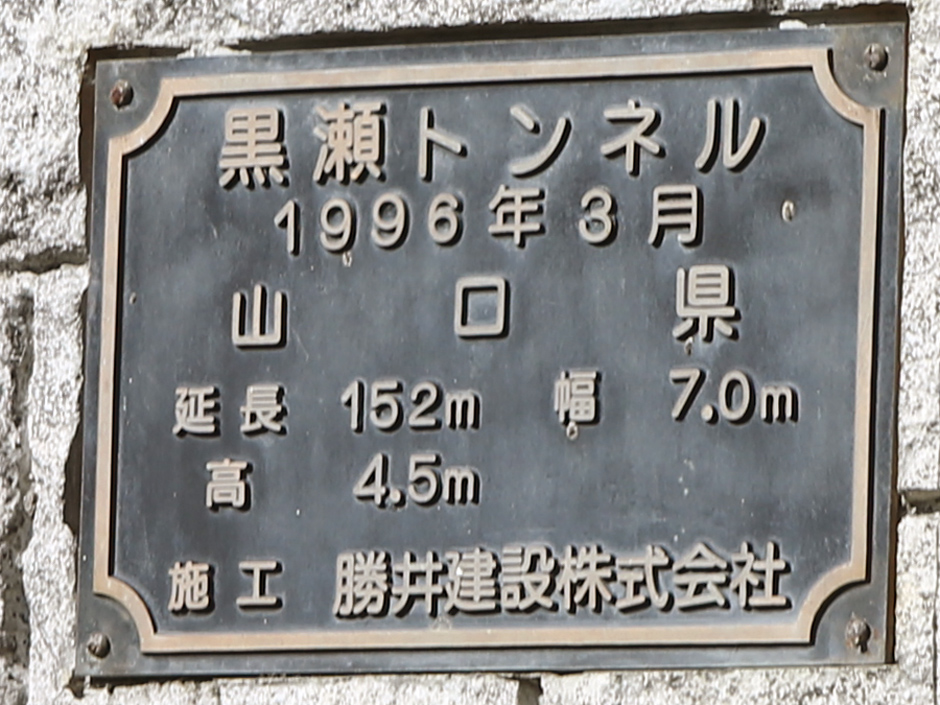 黒瀬トンネル
1996年3月
山口県
延長 152m 幅 7.0m
高 4.5m
施工 勝井建設株式会社